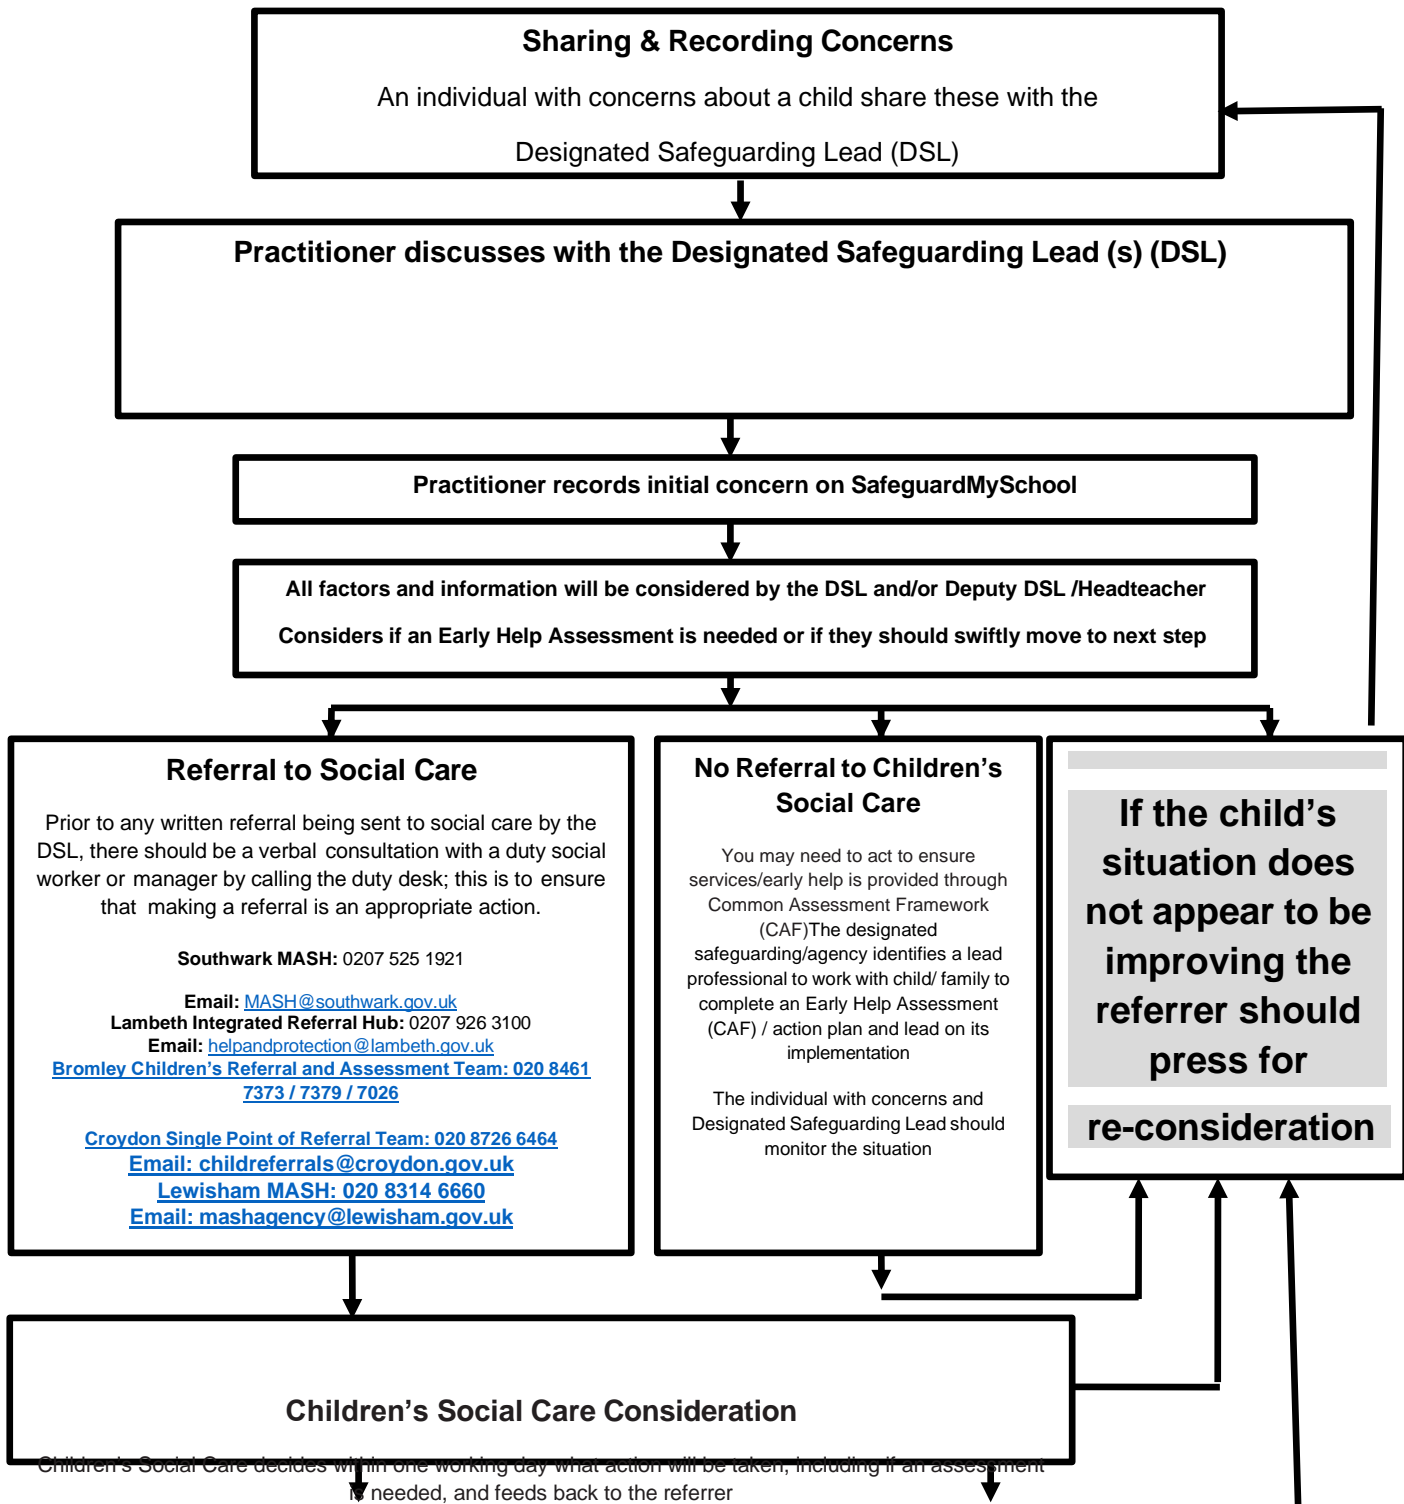 Sharing & Recording Concerns
An individual with concerns about a child share these with the
Designated Safeguarding Lead (DSL)
Practitioner discusses with the Designated Safeguarding Lead (s) (DSL)
Practitioner records initial concern on SafeguardMySchool
All factors and information will be considered by the DSL and/or Deputy DSL /Headteacher
Considers if an Early Help Assessment is needed or if they should swiftly move to next step
Referral to Social Care
Prior to any written referral being sent to social care by the
DSL, there should be a verbal consultation with a duty social
worker or manager by calling the duty desk; this is to ensure
that making a referral is an appropriate action.
Southwark MASH: 0207 525 1921
Email: MASH@southwark.gov.uk
Lambeth Integrated Referral Hub: 0207 926 3100
Email: helpandprotection@lambeth.gov.uk
Bromley Children's Referral and Assessment Team: 020 8461
7373 / 7379 / 7026
Croydon Single Point of Referral Team: 020 8726 6464
Email: childreferrals@croydon.gov.uk
Lewisham MASH: 020 8314 6660
Email: mashagency@lewisham.gov.uk
No Referral to Children's
Social Care
You may need to act to ensure
services/early help is provided through
Common Assessment Framework
(CAF)The designated
safeguarding/agency identifies a lead
professional to work with child/ family to
complete an Early Help Assessment
(CAF) / action plan and lead on its
implementation
The individual with concerns and
Designated Safeguarding Lead should
monitor the situation
If the child's
situation does
not appear to be
improving the
referrer should
press for
re-consideration
Children's Social Care Consideration
Children's Social Care decides within one working day what action will be taken, including if an assessment
is needed, and feeds back to the referrer